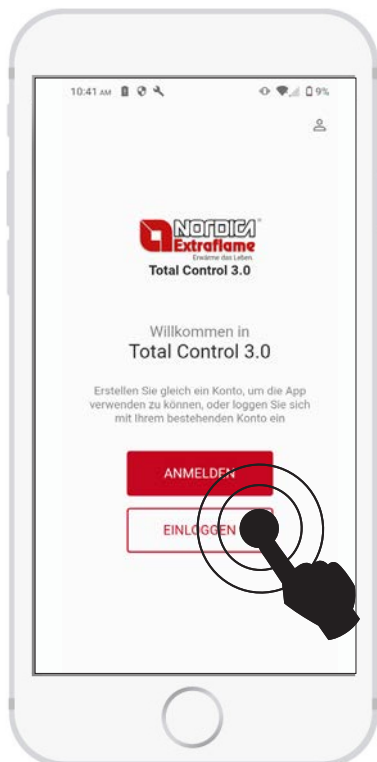 10:41 AM
9%
NORDICA
Extraflame
Erwärme das Leben.
Total Control 3.0
Willkommen in
Total Control 3.0
Erstellen Sie gleich ein Konto, um die App
verwenden zu können, oder loggen Sie sich
mit Ihrem bestehenden Konto ein
ANMELDEN
EINLOGGEN